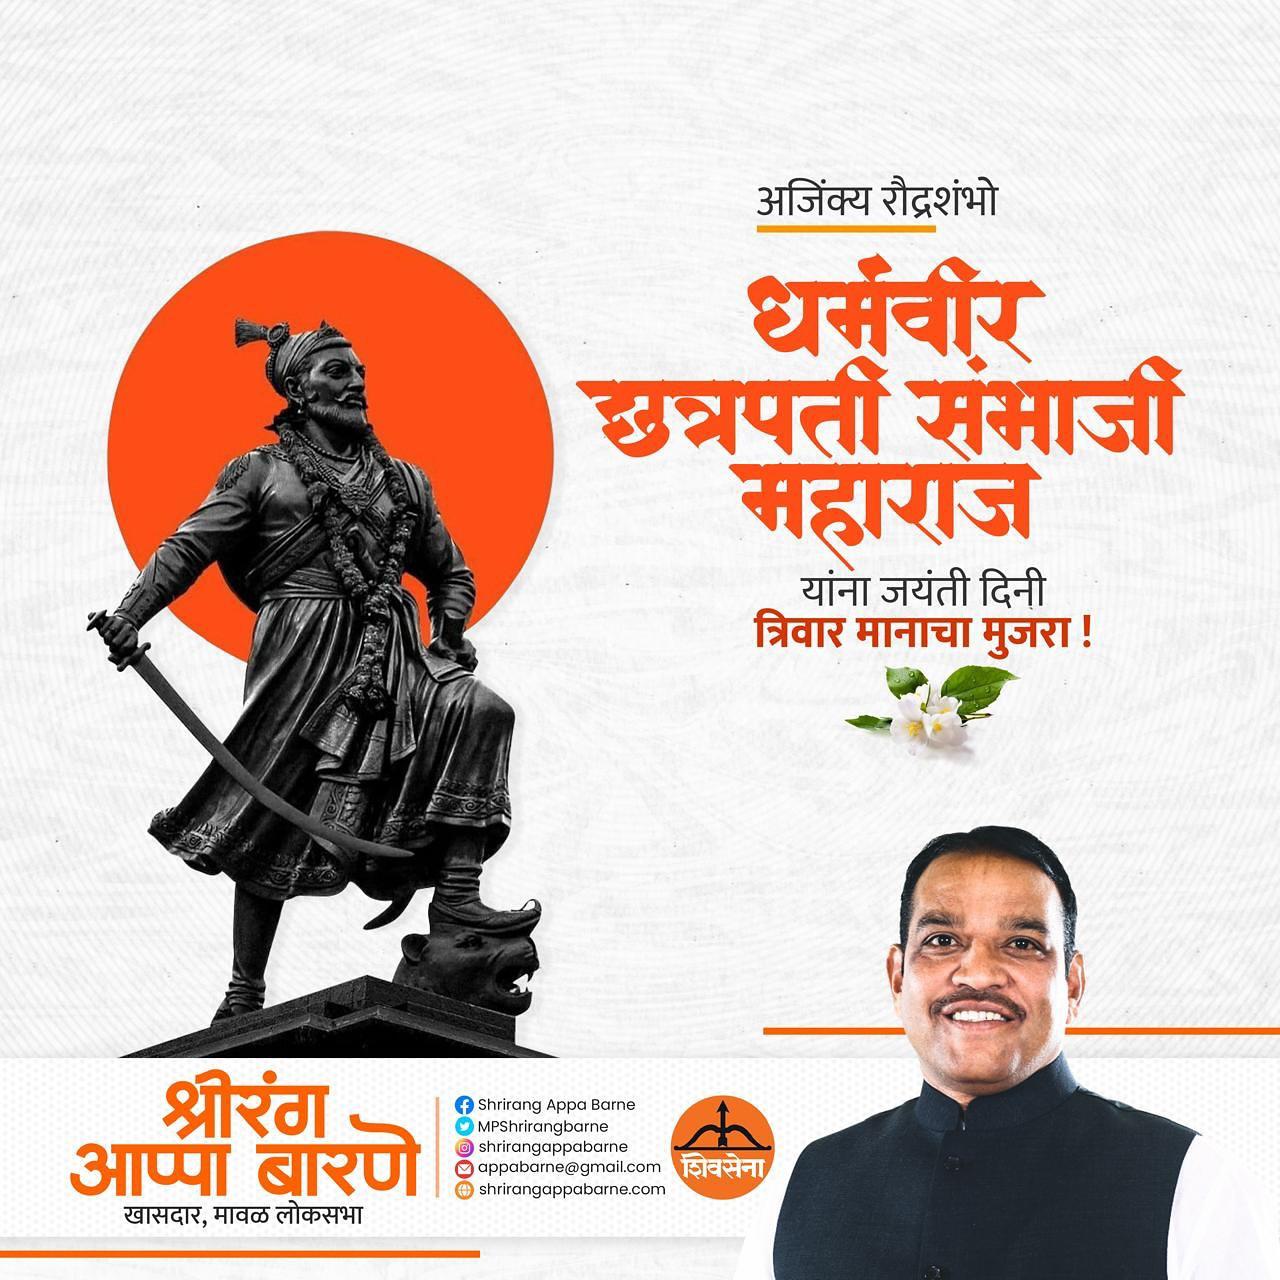 अजिंक्य रौद्रशंभो
धर्मवीर
छत्रपती संभाजी
महाराज
यांना जयंती दिनी
त्रिवार मानाचा मुजरा !
श्रीरंग
आप्पा बारणे
खासदार, मावळ लोकसभा
Shrirang Appa Barne
MPShrirangbarne
shrirangappabarne
appabarne@gmail.com
shrirangappabarne.com
शिवसेना